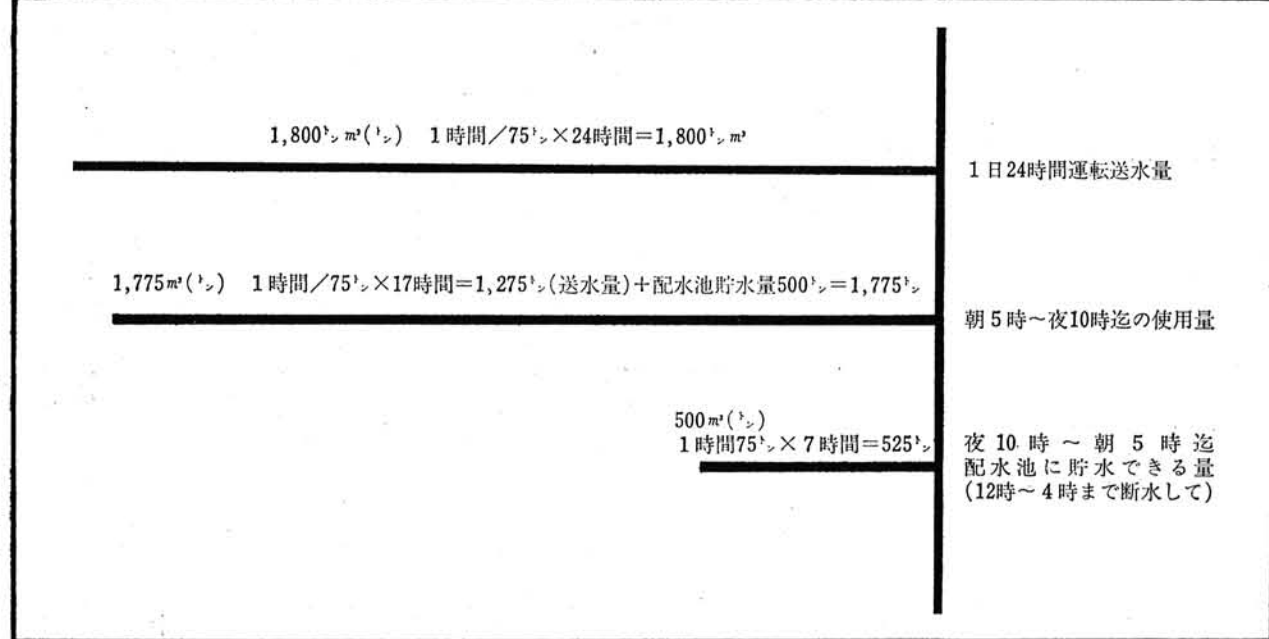 1,800㌧m³(㌧)　1時間／75㌧×24時間＝1,800㌧m³
1日24時間運転送水量
1,775m³(㌧)　1時間／75㌧×17時間＝1,275㌧(送水量)＋配水池貯水量500㌧＝1,775㌧
朝5時～夜10時迄の使用量
500m³(㌧)
1時間75㌧×7時間＝525㌧
夜10時～朝5時迄
配水池に貯水できる量
(12時～4時まで断水して)